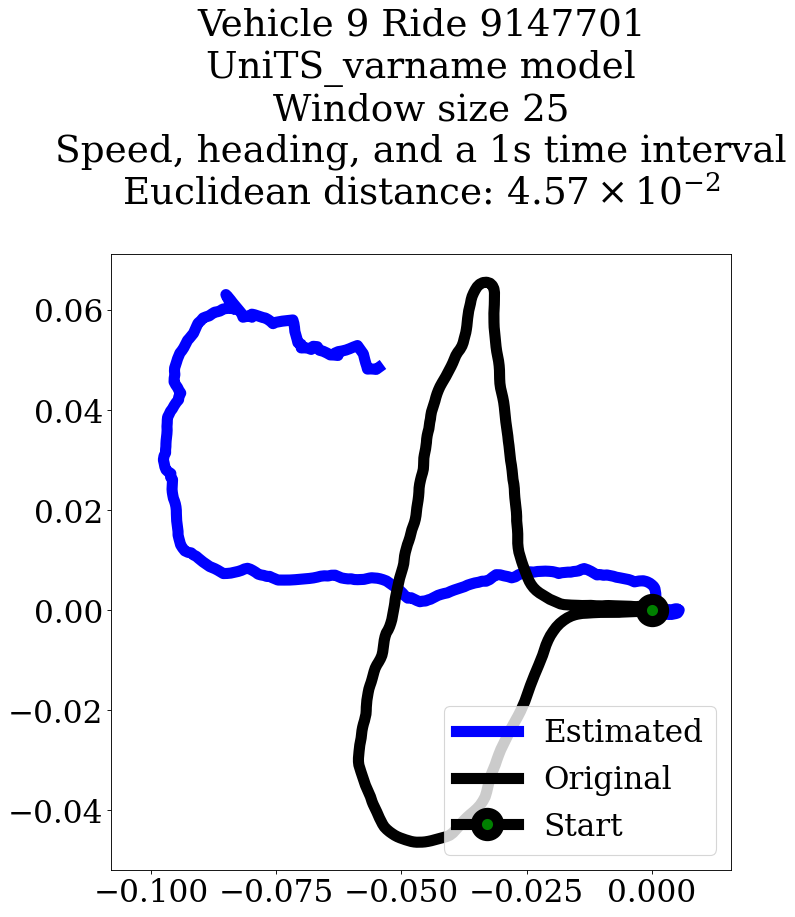 Vehicle 9 Ride 9147701
UniTS_varname model
Window size 25
Speed, heading, and a 1s time interval
Euclidean distance: 4.57 × 10⁻²
0.06
0.04
0.02
0.00
−0.02
−0.04
Estimated
Original
Start
−0.100 −0.075 −0.050 −0.025 0.000